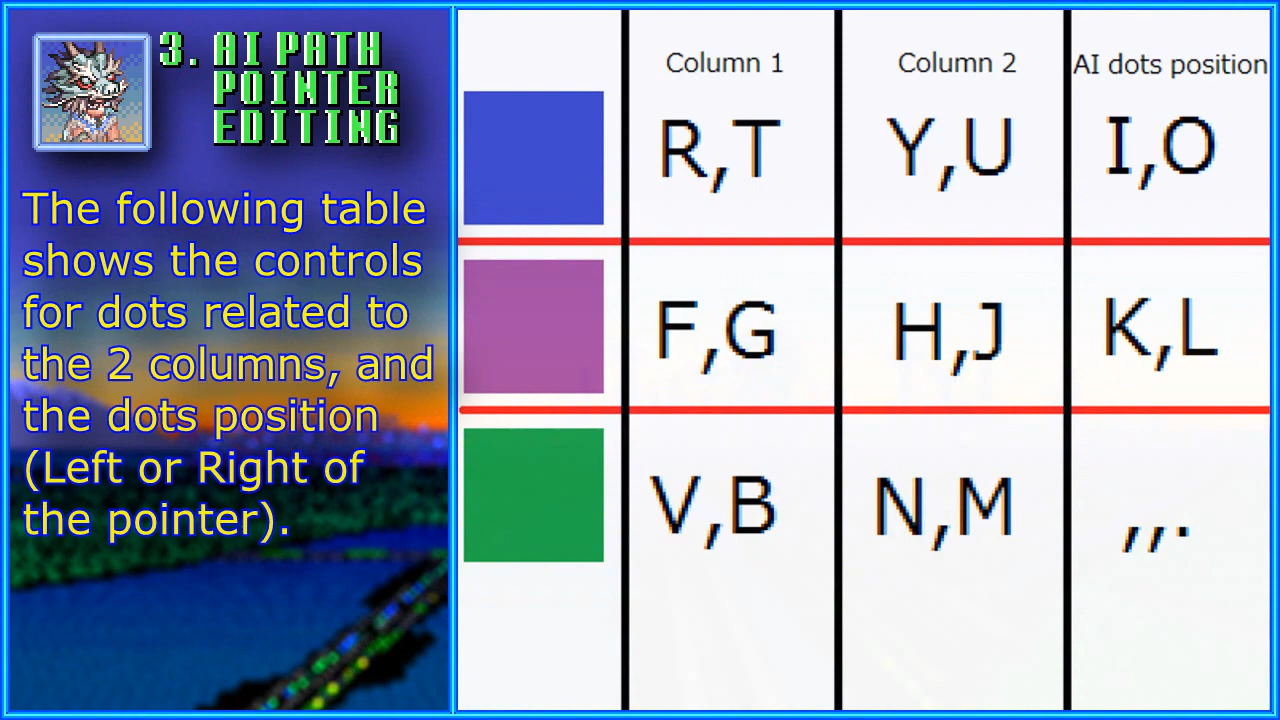 3. AI PATH
POINTER
EDITING
The following table
shows the controls
for dots related to
the 2 columns, and
the dots position
(Left or Right of
the pointer).
Column 1 Column 2 AI dots position
R,T Y,U I,O
F,G H,J K,L
V,B N,M ,,.